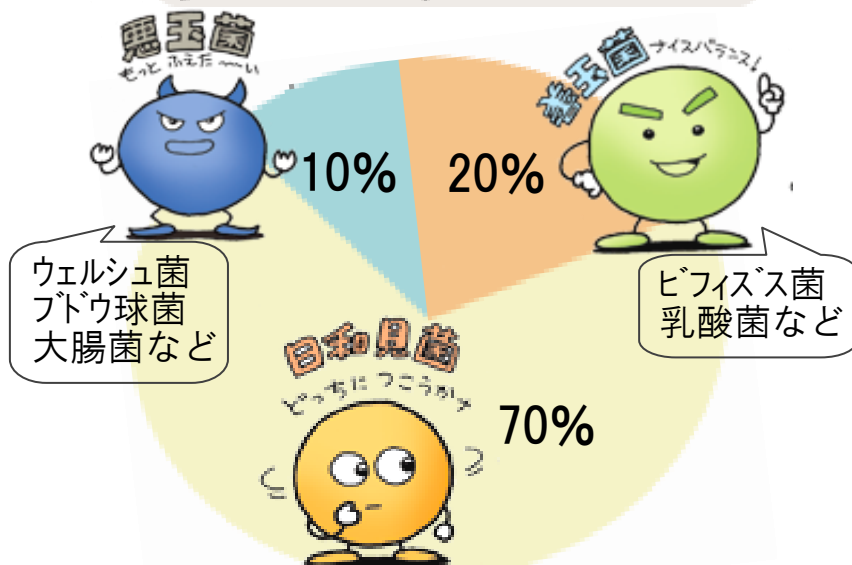 悪玉菌
もっと ふえた〜い
善玉菌
ナイスバランス!
10%
20%
ウェルシュ菌
ブドウ球菌
大腸菌など
ビフィズス菌
乳酸菌など
日和見菌
どっちに つこうかナ
70%